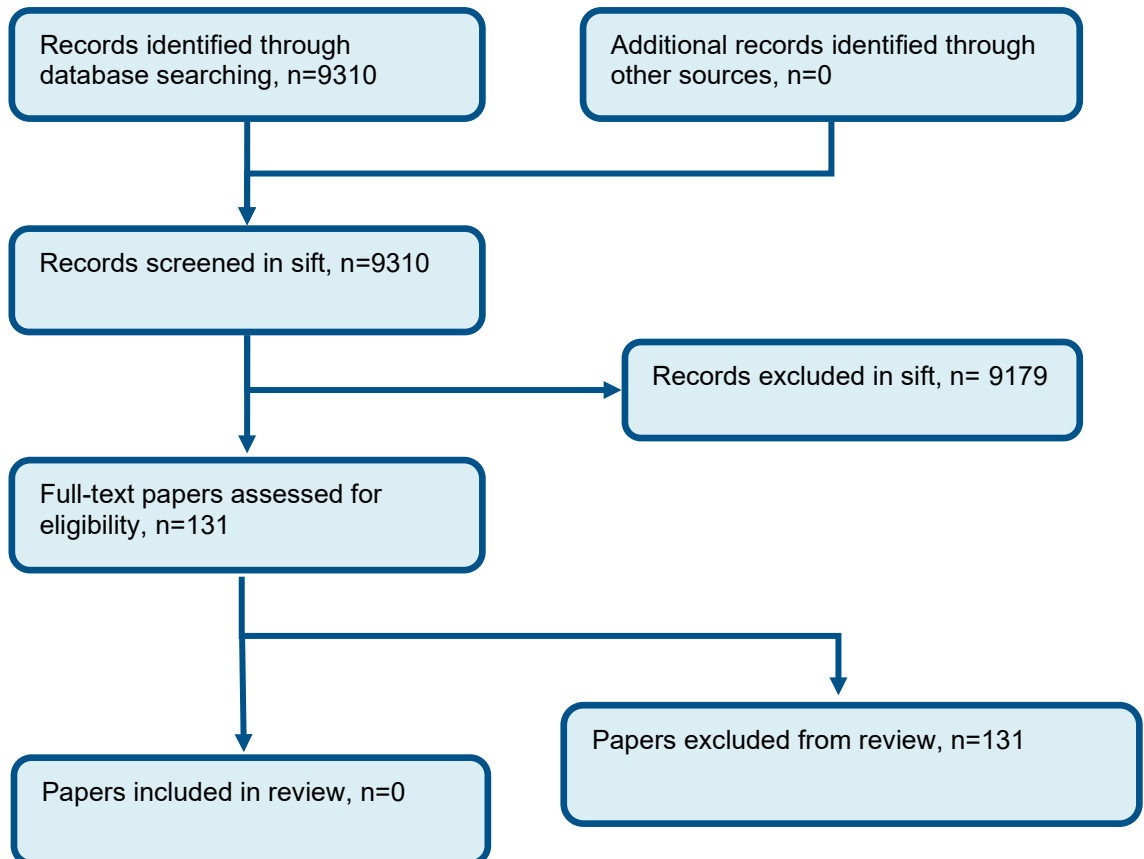 Records identified through
database searching, n=9310
Additional records identified through
other sources, n=0
Records screened in sift, n=9310
Records excluded in sift, n= 9179
Full-text papers assessed for
eligibility, n=131
Papers excluded from review, n=131
Papers included in review, n=0